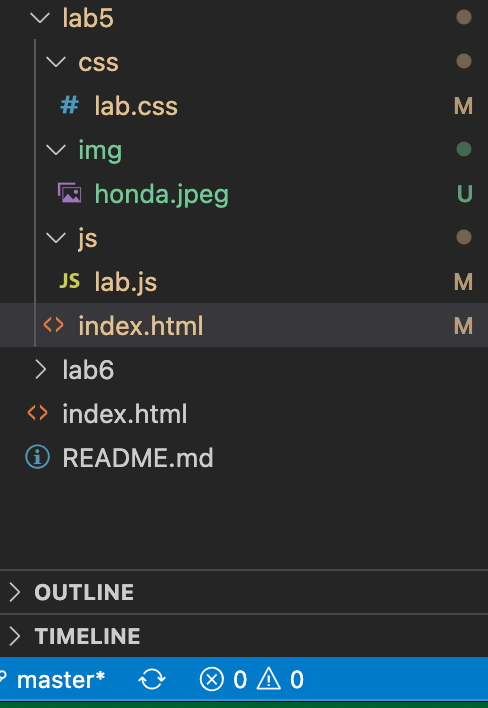 lab5
css
# lab.css M
img
honda.jpeg U
js
JS lab.js M
<> index.html M
lab6
<> index.html
README.md
OUTLINE
TIMELINE
master* 0 0